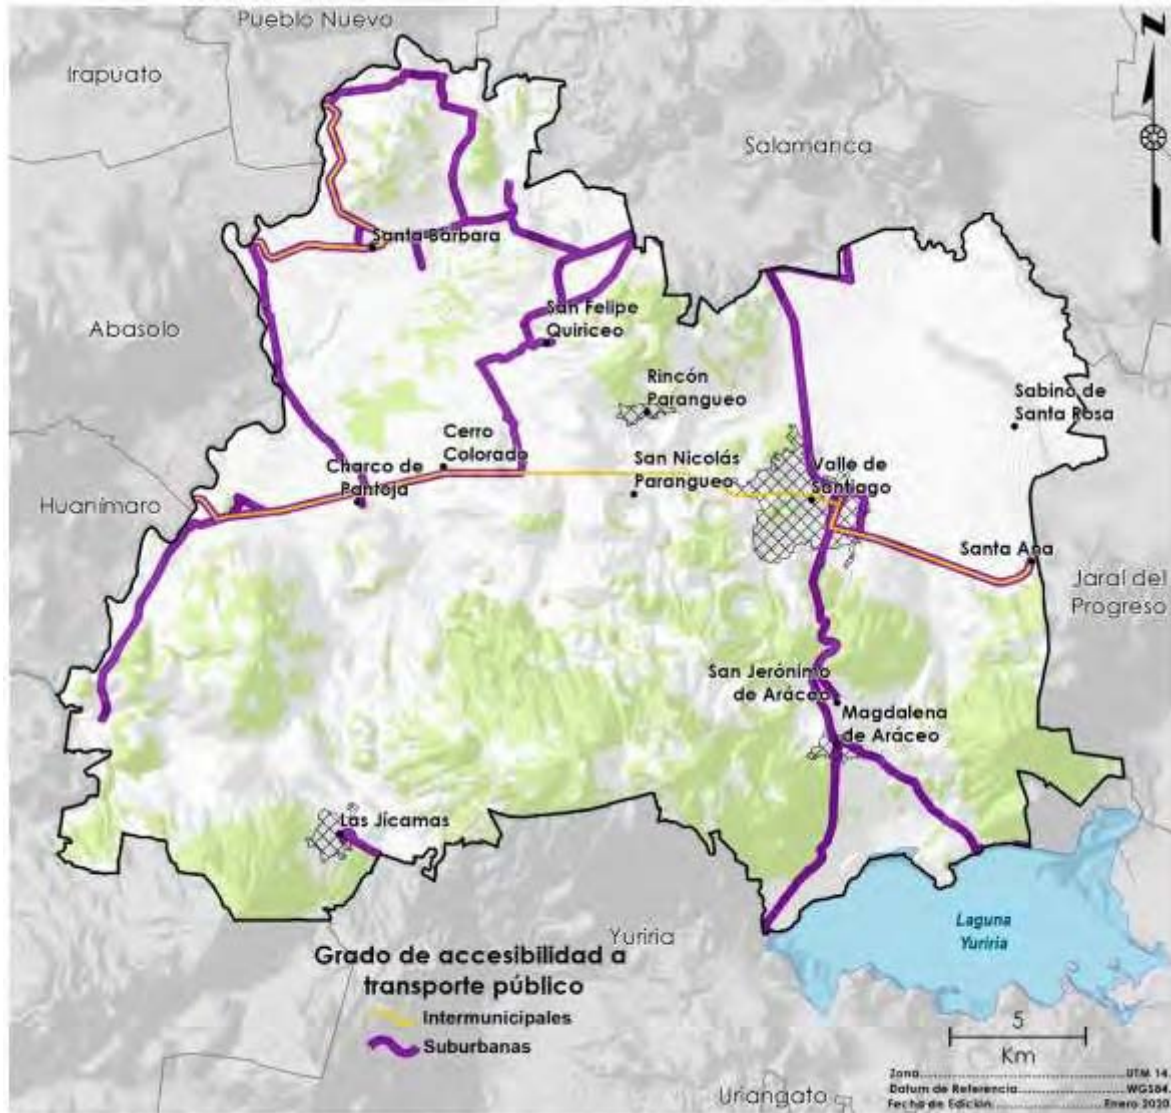 Pueblo Nuevo
Irapuato
Z
Salamanca
Santa Bárbara
Abasolo
San Felipe
Quiriceo
Rincón
Parangueo
Sabino de
Santa Rosa
Cerro
Colorado
Charco de
Pantoja
San Nicolás
Parangueo
Valle de
Santiago
Huanímaro
Santa Ana
Jaral del
Progreso
San Jerónimo
de Aráceo
Magdalena
de Aráceo
Las Jícamas
Laguna
Yuriria
Yuriria
Grado de accesibilidad a
transporte público
Intermunicipales
Suburbanas
5
Km
Zona UTM 14.
Datum de Referencia WGS84.
Fecha de Edición Enero 2020
Uriangato